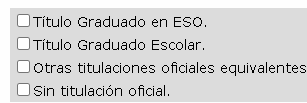 Título Graduado en ESO.
Título Graduado Escolar.
Otras titulaciones oficiales equivalentes
Sin titulación oficial.